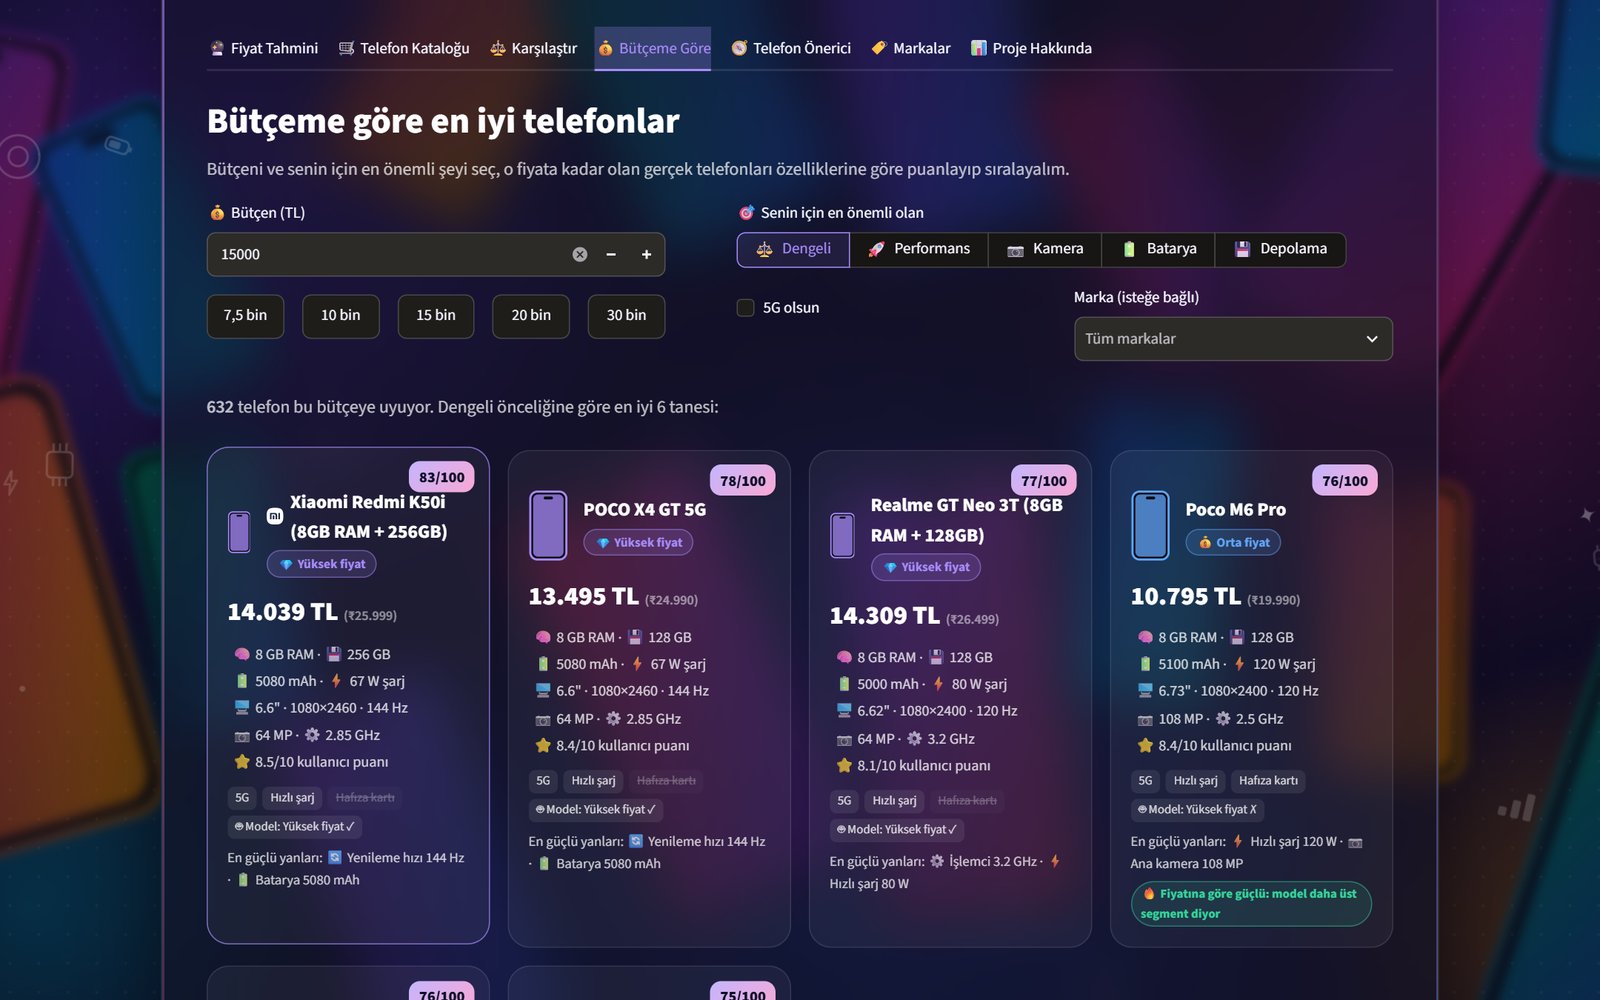 Fiyat Tahmini Telefon Kataloğu Karşılaştır Bütçeme Göre Telefon Önerici Markalar Proje Hakkında
Bütçeme göre en iyi telefonlar
Bütçeni ve senin için en önemli şeyi seç, o fiyata kadar olan gerçek telefonları özelliklerine göre puanlayıp sıralayalım.
Bütçen (TL)
15000
7,5 bin 10 bin 15 bin 20 bin 30 bin
Senin için en önemli olan
Dengeli Performans Kamera Batarya Depolama
5G olsun
Marka (isteğe bağlı)
Tüm markalar
632 telefon bu bütçeye uyuyor. Dengeli önceliğine göre en iyi 6 tanesi:
83/100
Xiaomi Redmi K50i
(8GB RAM + 256GB)
Yüksek fiyat
14.039 TL (₹25.999)
8 GB RAM · 256 GB
5080 mAh · 67 W şarj
6.6" · 1080×2460 · 144 Hz
64 MP · 2.85 GHz
8.5/10 kullanıcı puanı
5G Hızlı şarj Hafıza kartı
Model: Yüksek fiyat ✓
En güçlü yanları: Yenileme hızı 144 Hz
· Batarya 5080 mAh
78/100
POCO X4 GT 5G
Yüksek fiyat
13.495 TL (₹24.990)
8 GB RAM · 128 GB
5080 mAh · 67 W şarj
6.6" · 1080×2460 · 144 Hz
64 MP · 2.85 GHz
8.4/10 kullanıcı puanı
5G Hızlı şarj Hafıza kartı
Model: Yüksek fiyat ✓
En güçlü yanları: Yenileme hızı 144 Hz
· Batarya 5080 mAh
77/100
Realme GT Neo 3T (8GB
RAM + 128GB)
Yüksek fiyat
14.309 TL (₹26.499)
8 GB RAM · 128 GB
5000 mAh · 80 W şarj
6.62" · 1080×2400 · 120 Hz
64 MP · 3.2 GHz
8.1/10 kullanıcı puanı
5G Hızlı şarj Hafıza kartı
Model: Yüksek fiyat ✓
En güçlü yanları: İşlemci 3.2 GHz ·
Hızlı şarj 80 W
76/100
Poco M6 Pro
Orta fiyat
10.795 TL (₹19.990)
8 GB RAM · 128 GB
5100 mAh · 120 W şarj
6.73" · 1080×2400 · 120 Hz
108 MP · 2.5 GHz
8.4/10 kullanıcı puanı
5G Hızlı şarj Hafıza kartı
Model: Yüksek fiyat ✗
En güçlü yanları: Hızlı şarj 120 W ·
Ana kamera 108 MP
Fiyatına göre güçlü: model daha üst
segment diyor
76/100
75/100